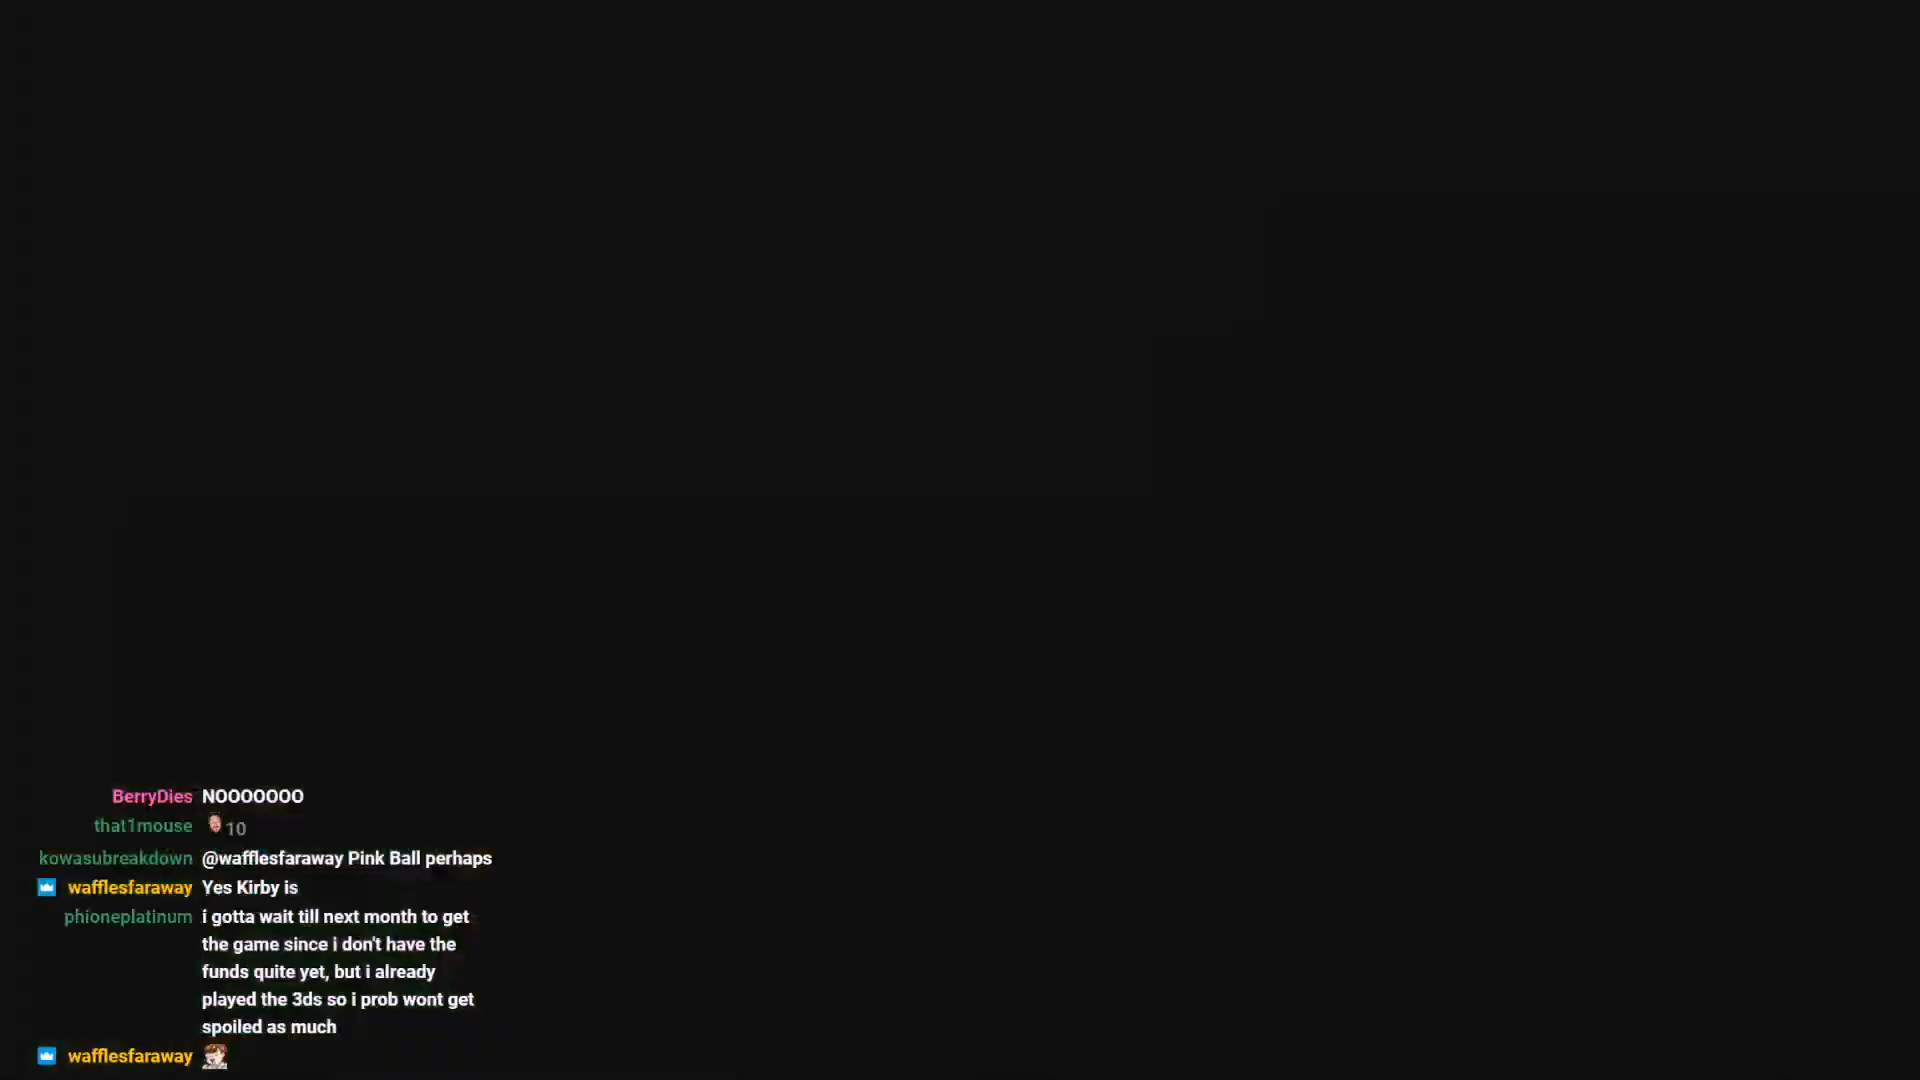 BerryDies NOOOOOOO
that1mouse 10
kowasubreakdown @wafflesfaraway Pink Ball perhaps
wafflesfaraway Yes Kirby is
phioneplatinum i gotta wait till next month to get
the game since i don't have the
funds quite yet, but i already
played the 3ds so i prob wont get
spoiled as much
wafflesfaraway